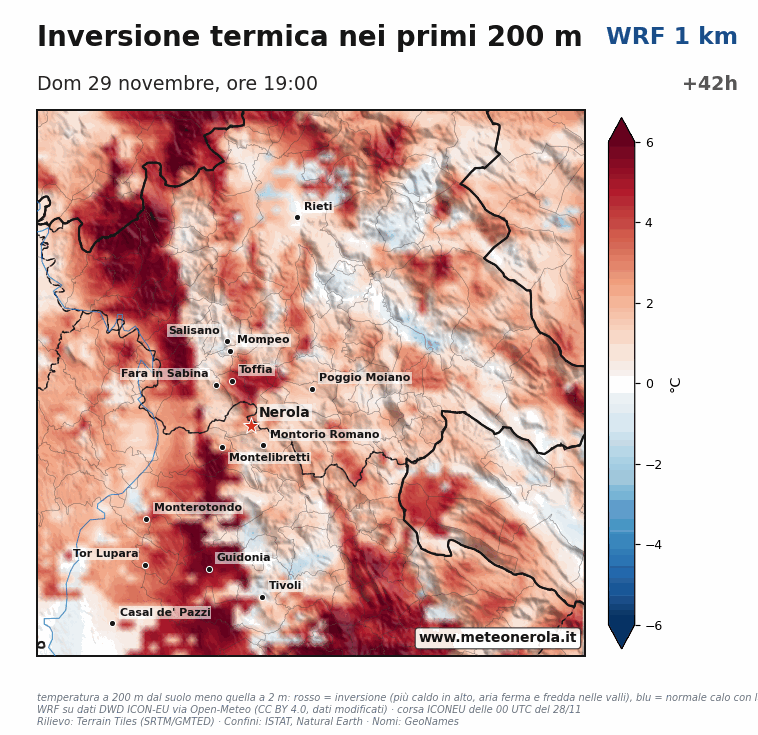 Inversione termica nei primi 200 m WRF 1 km
Dom 29 novembre, ore 19:00 +42h
Rieti
Salisano
Mompeo
Fara in Sabina
Toffia
Poggio Moiano
Nerola
Montorio Romano
Montelibretti
Monterotondo
Tor Lupara
Guidonia
Tivoli
Casal de' Pazzi
www.meteonerola.it
6
4
2
0
−2
−4
−6
°C
temperatura a 200 m dal suolo meno quella a 2 m: rosso = inversione (più caldo in alto, aria ferma e fredda nelle valli), blu = normale calo con l
WRF su dati DWD ICON-EU via Open-Meteo (CC BY 4.0, dati modificati) · corsa ICONEU delle 00 UTC del 28/11
Rilievo: Terrain Tiles (SRTM/GMTED) · Confini: ISTAT, Natural Earth · Nomi: GeoNames